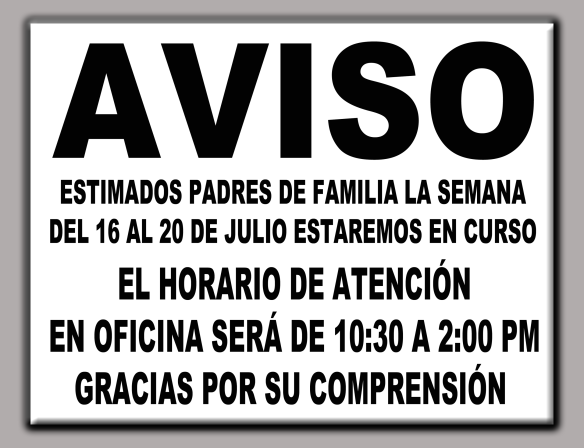 AVISO
ESTIMADOS PADRES DE FAMILIA LA SEMANA
DEL 16 AL 20 DE JULIO ESTAREMOS EN CURSO
EL HORARIO DE ATENCIÓN
EN OFICINA SERÁ DE 10:30 A 2:00 PM
GRACIAS POR SU COMPRENSIÓN